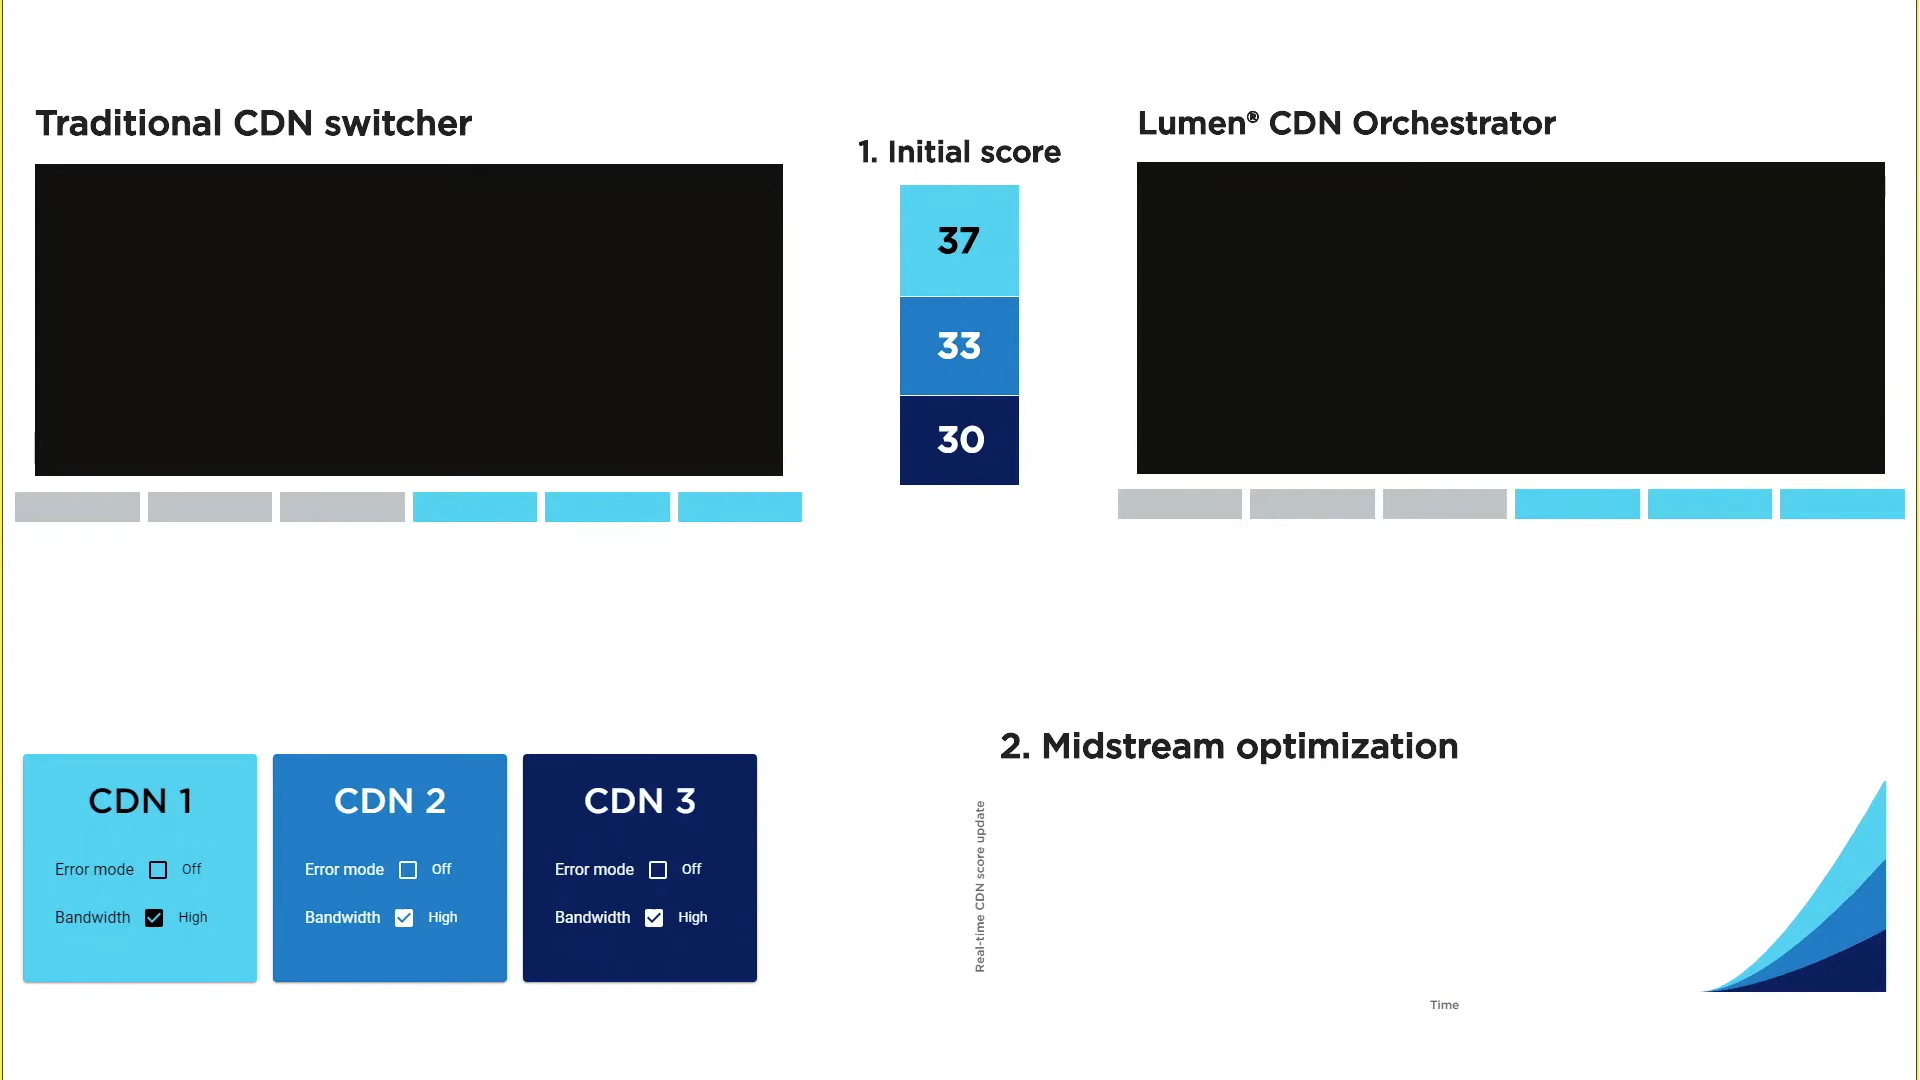 Traditional CDN switcher
1. Initial score
37
33
30
Lumen® CDN Orchestrator
CDN 1
Error mode Off
Bandwidth High
CDN 2
Error mode Off
Bandwidth High
CDN 3
Error mode Off
Bandwidth High
2. Midstream optimization
Real-time CDN score update
Time